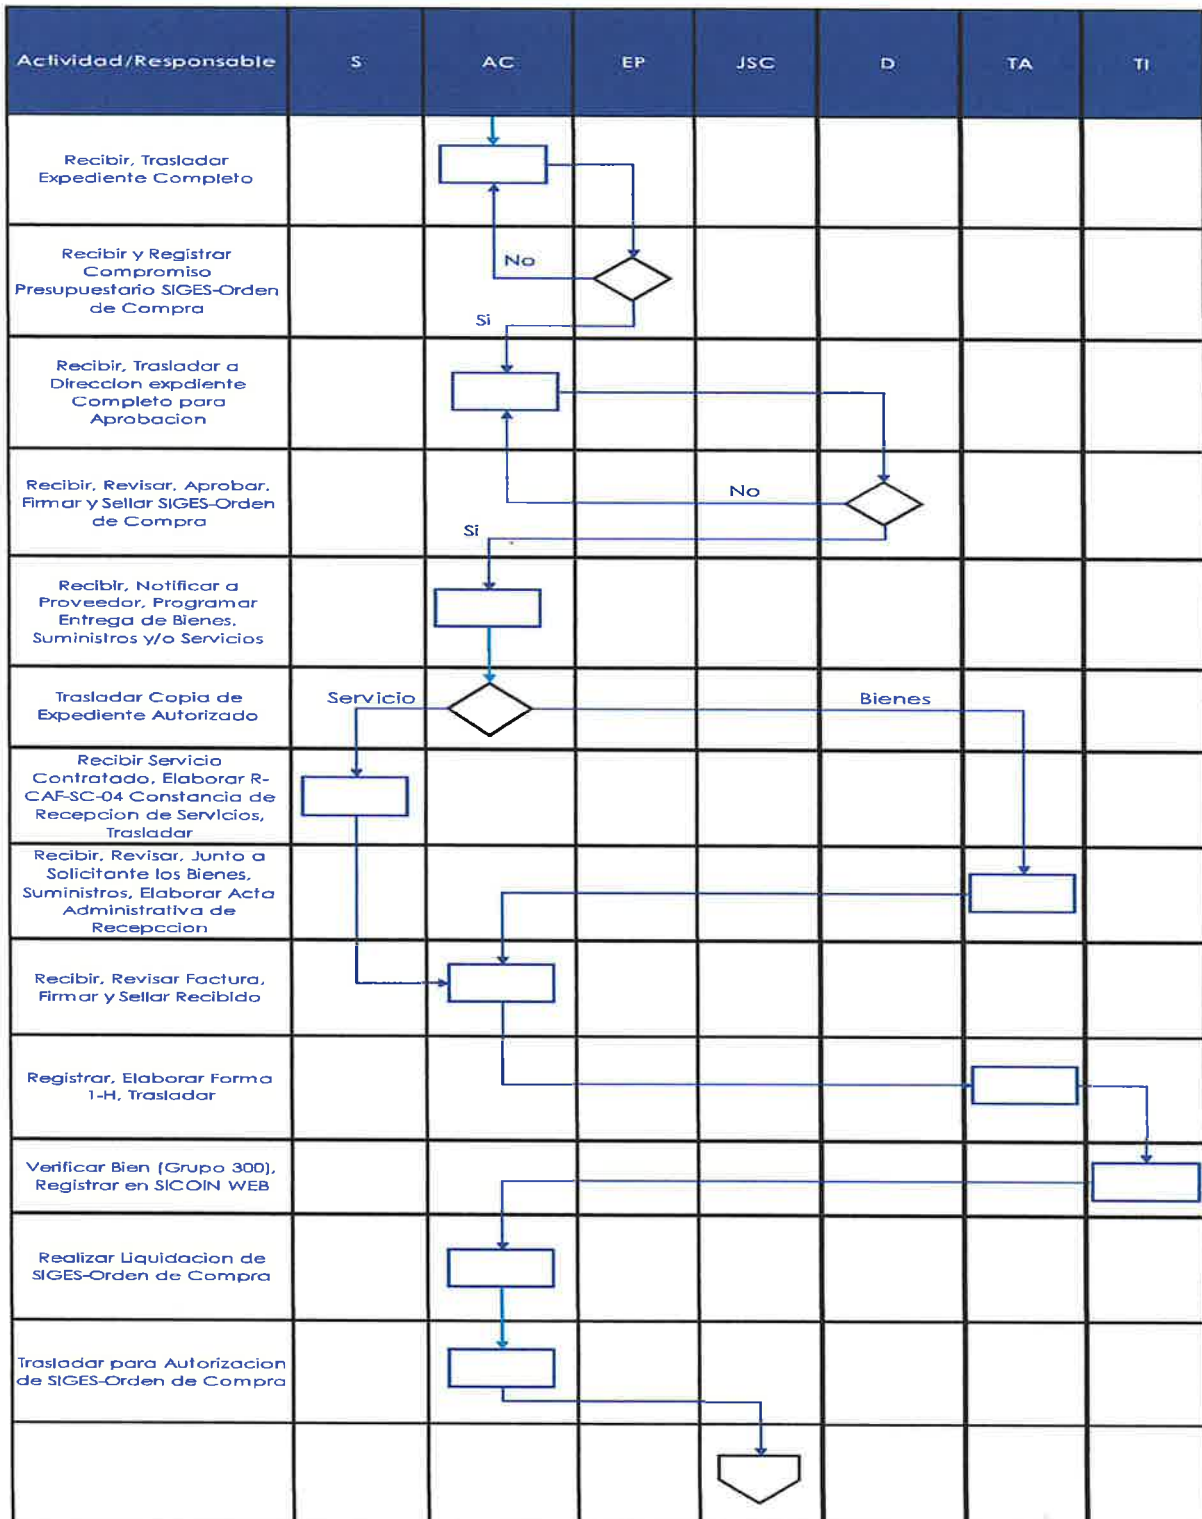 Actividad/Responsable
S
AC
EP
JSC
D
TA
TI
Recibir, Trasladar
Expediente Completo
Recibir y Registrar
Compromiso
Presupuestario SIGES-Orden
de Compra
No
Si
Recibir, Trasladar a
Direccion expdiente
Completo para
Aprobacion
Recibir, Revisar, Aprobar,
Firmar y Sellar SIGES-Orden
de Compra
No
Si
Recibir, Notificar a
Proveedor, Programar
Entrega de Bienes,
Suministros y/o Servicios
Trasladar Copia de
Expediente Autorizado
Servicio
Bienes
Recibir Servicio
Contratado, Elaborar R-
CAF-SC-04 Constancia de
Recepcion de Servicios,
Trasladar
Recibir, Revisar, Junto a
Solicitante los Bienes,
Suministros, Elaborar Acta
Administrativa de
Recepccion
Recibir, Revisar Factura,
Firmar y Sellar Recibido
Registrar, Elaborar Forma
1-H, Trasladar
Verificar Bien (Grupo 300),
Registrar en SICOIN WEB
Realizar Liquidacion de
SIGES-Orden de Compra
Trasladar para Autorizacion
de SIGES-Orden de Compra